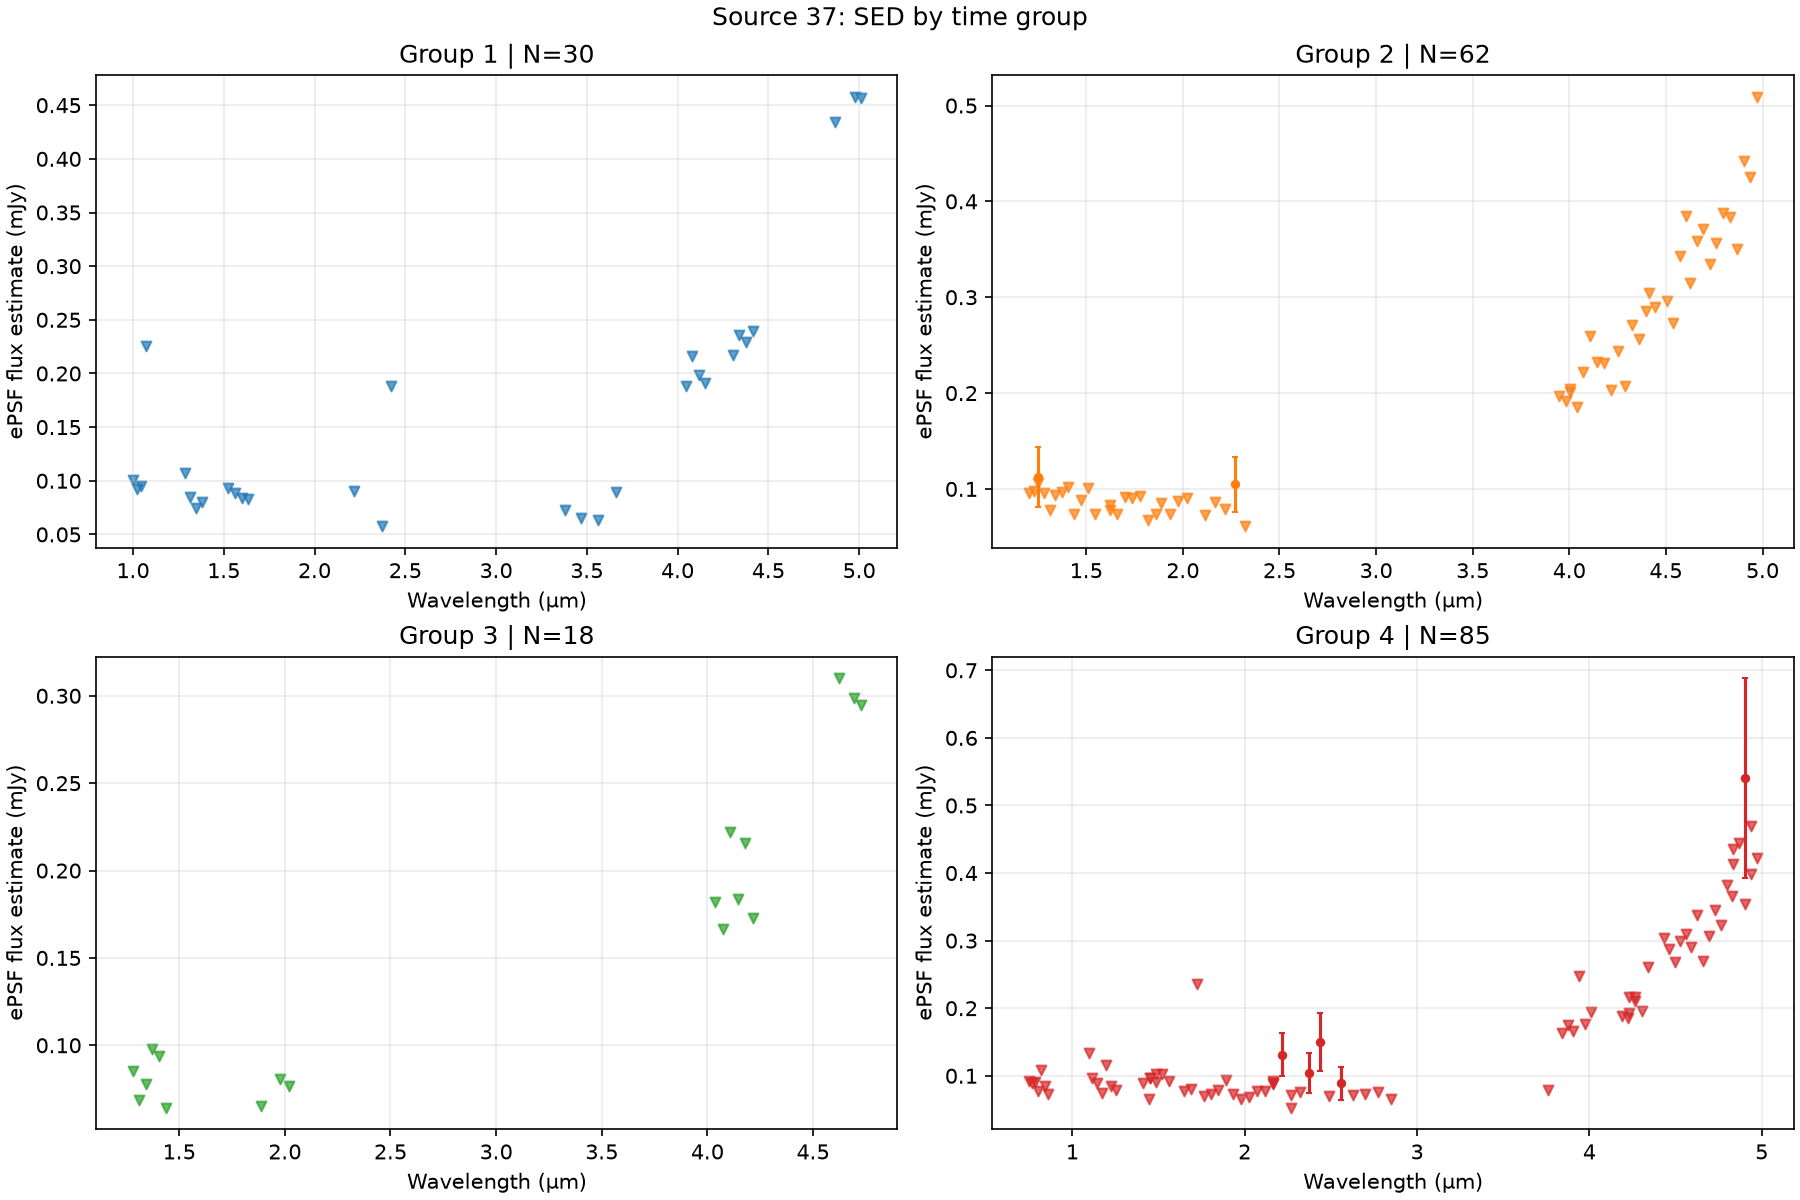 Source 37: SED by time group
Group 1 | N=30
ePSF flux estimate (mJy)
0.45
0.40
0.35
0.30
0.25
0.20
0.15
0.10
0.05
1.0 1.5 2.0 2.5 3.0 3.5 4.0 4.5 5.0
Wavelength (μm)
Group 2 | N=62
ePSF flux estimate (mJy)
0.5
0.4
0.3
0.2
0.1
1.5 2.0 2.5 3.0 3.5 4.0 4.5 5.0
Wavelength (μm)
Group 3 | N=18
ePSF flux estimate (mJy)
0.30
0.25
0.20
0.15
0.10
1.5 2.0 2.5 3.0 3.5 4.0 4.5
Wavelength (μm)
Group 4 | N=85
ePSF flux estimate (mJy)
0.7
0.6
0.5
0.4
0.3
0.2
0.1
1 2 3 4 5
Wavelength (μm)